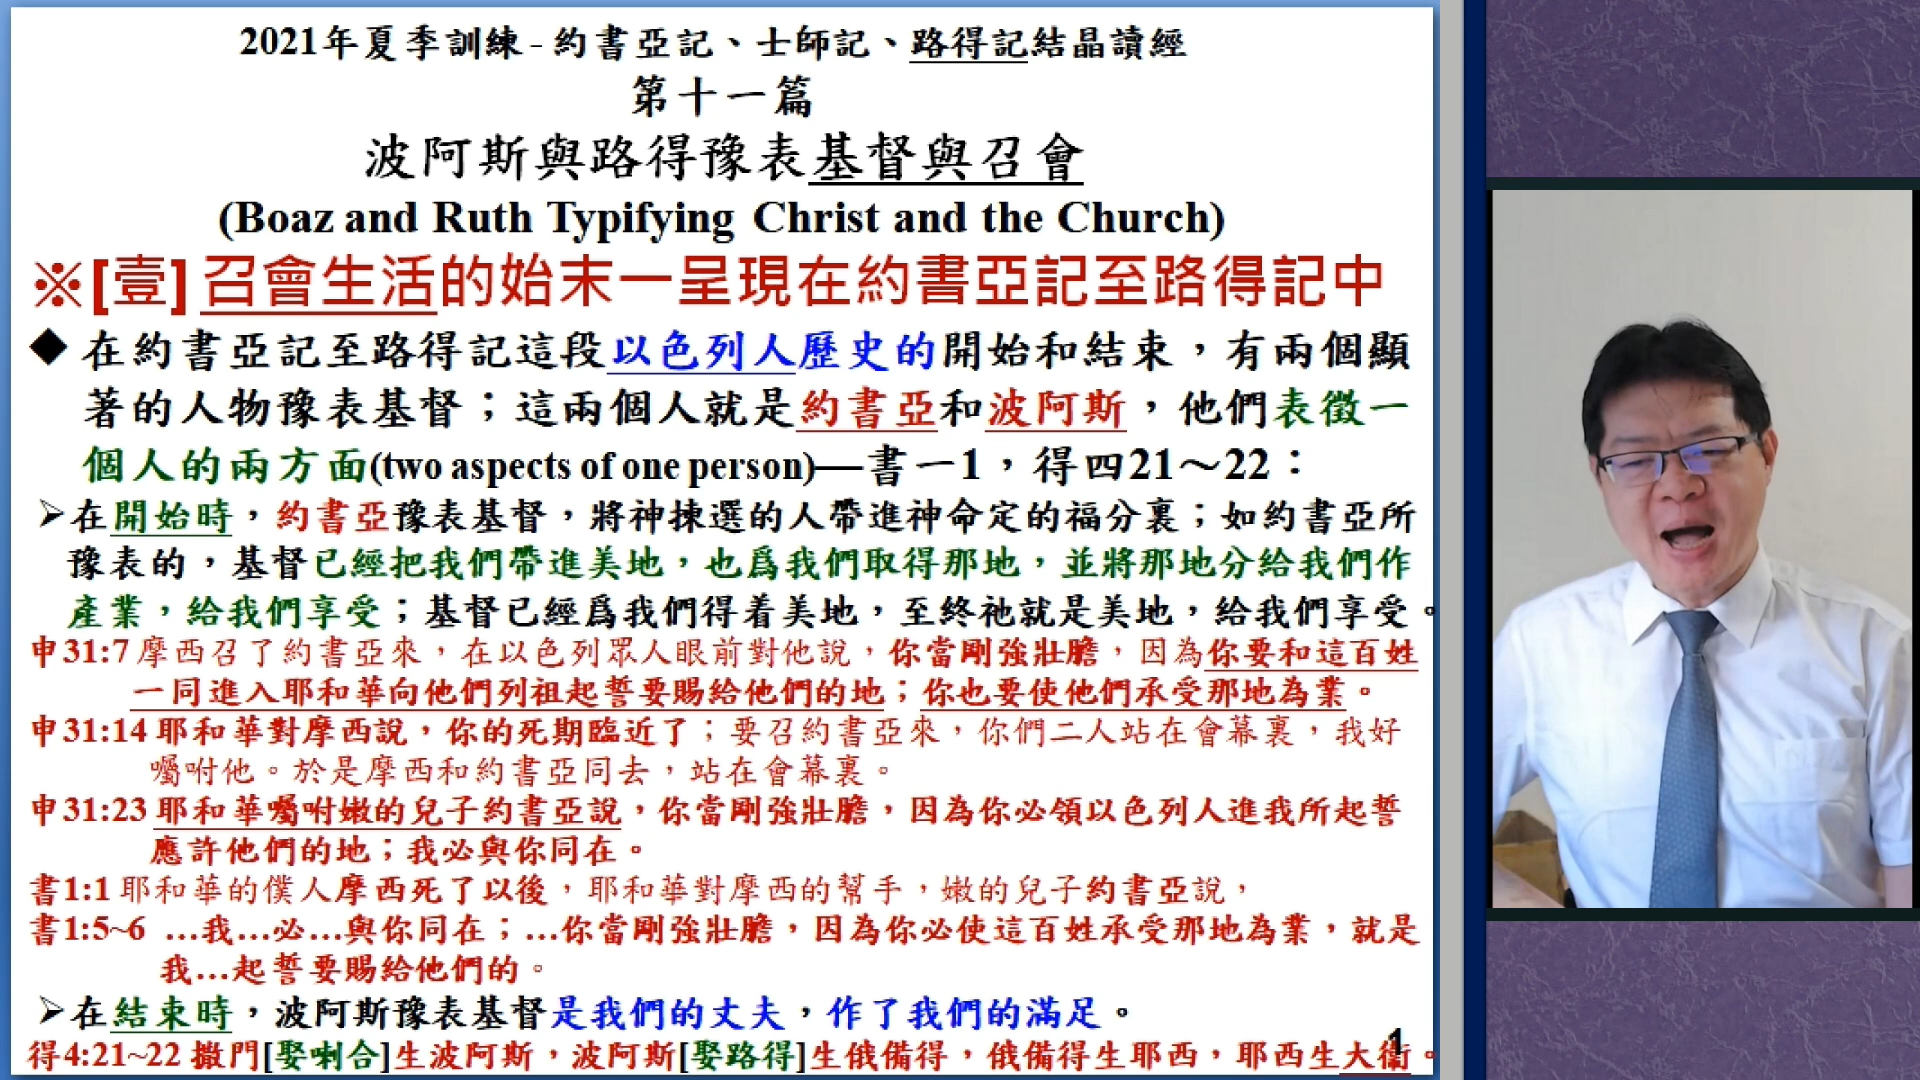 2021年夏季訓練-約書亞記、士師記、路得記結晶讀經
第十一篇
波阿斯與路得豫表基督與召會
(Boaz and Ruth Typifying Christ and the Church)
※[壹] 召會生活的始末一呈現在約書亞記至路得記中
◆ 在約書亞記至路得記這段以色列人歷史的開始和結束，有兩個顯
著的人物豫表基督；這兩個人就是約書亞和波阿斯，他們表徵一
個人的兩方面(two aspects of one person)—書一1，得四21～22：
➢在開始時，約書亞豫表基督，將神揀選的人帶進神命定的福分裏；如約書亞所
豫表的，基督已經把我們帶進美地，也爲我們取得那地，並將那地分給我們作
產業，給我們享受；基督已經爲我們得着美地，至終祂就是美地，給我們享受。
申31:7 摩西召了約書亞來，在以色列眾人眼前對他說，你當剛強壯膽，因為你要和這百姓
一同進入耶和華向他們列祖起誓要賜給他們的地；你也要使他們承受那地為業。
申31:14 耶和華對摩西說，你的死期臨近了；要召約書亞來，你們二人站在會幕裏，我好
囑咐他。於是摩西和約書亞同去，站在會幕裏。
申31:23 耶和華囑咐嫩的兒子約書亞說，你當剛強壯膽，因為你必領以色列人進我所起誓
應許他們的地；我必與你同在。
書1:1 耶和華的僕人摩西死了以後，耶和華對摩西的幫手，嫩的兒子約書亞說，
書1:5~6 …我…必…與你同在；…你當剛強壯膽，因為你必使這百姓承受那地為業，就是
我…起誓要賜給他們的。
➢在結束時，波阿斯豫表基督是我們的丈夫，作了我們的滿足。
得4:21~22 撒門[娶喇合]生波阿斯，波阿斯[娶路得]生俄備得，俄備得生耶西，耶西生大衛。
1